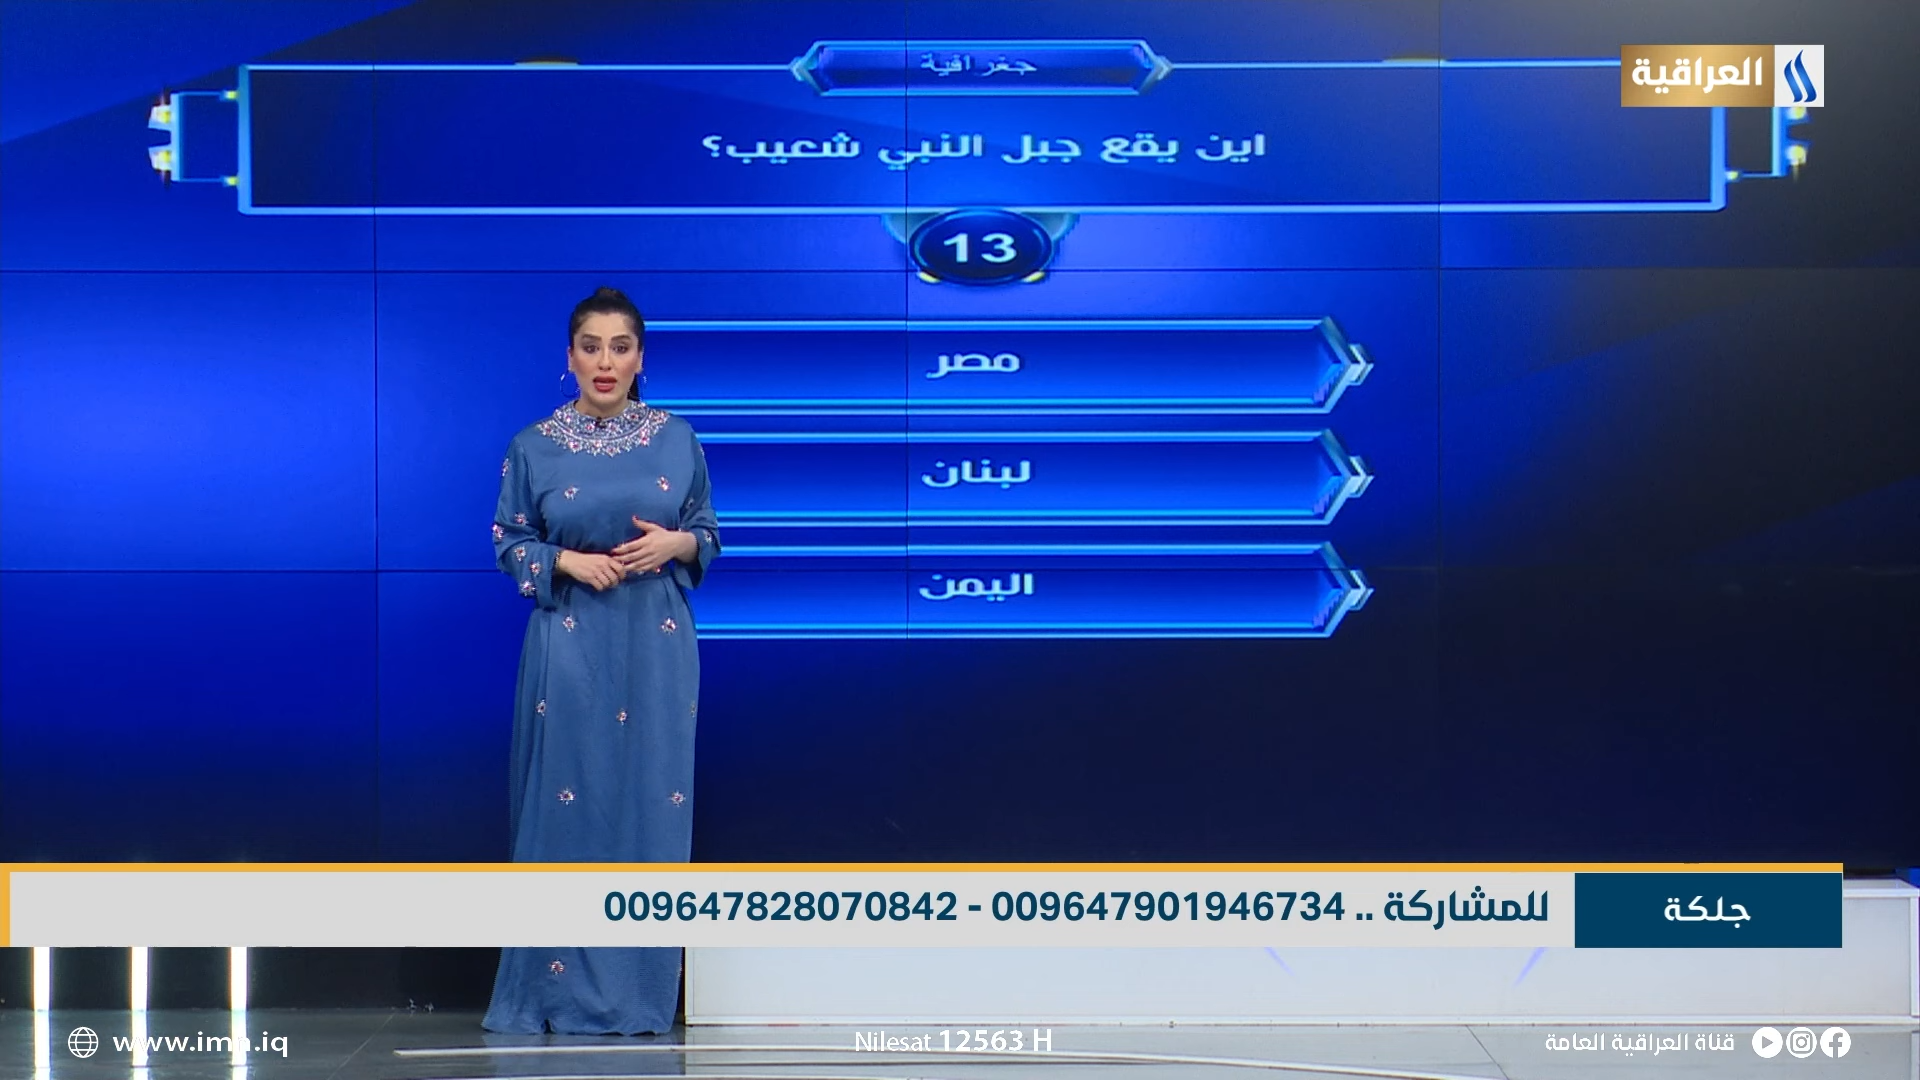 جغرافية
العراقية
اين يقع جبل النبي شعيب؟
13
مصر
لبنان
اليمن
جلكة
للمشاركة .. 009647901946734 - 009647828070842
www.imn.iq
Nilesat 12563 H
قناة العراقية العامة